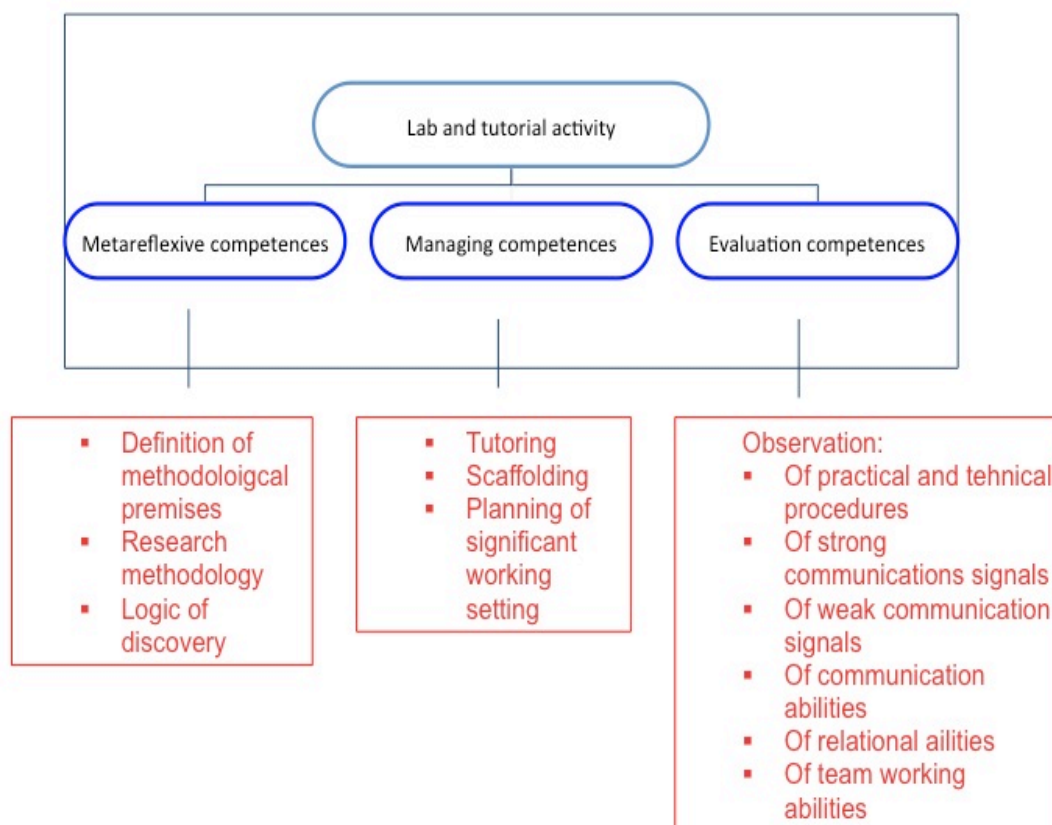 Lab and tutorial activity
Metareflexive competences
Managing competences
Evaluation competences
▪ Definition of
methodoloigcal
premises
▪ Research
methodology
▪ Logic of
discovery
▪ Tutoring
▪ Scaffolding
▪ Planning of
significant
working
setting
Observation:
▪ Of practical and tehnical
procedures
▪ Of strong
communications signals
▪ Of weak communication
signals
▪ Of communication
abilities
▪ Of relational ailities
▪ Of team working
abilities